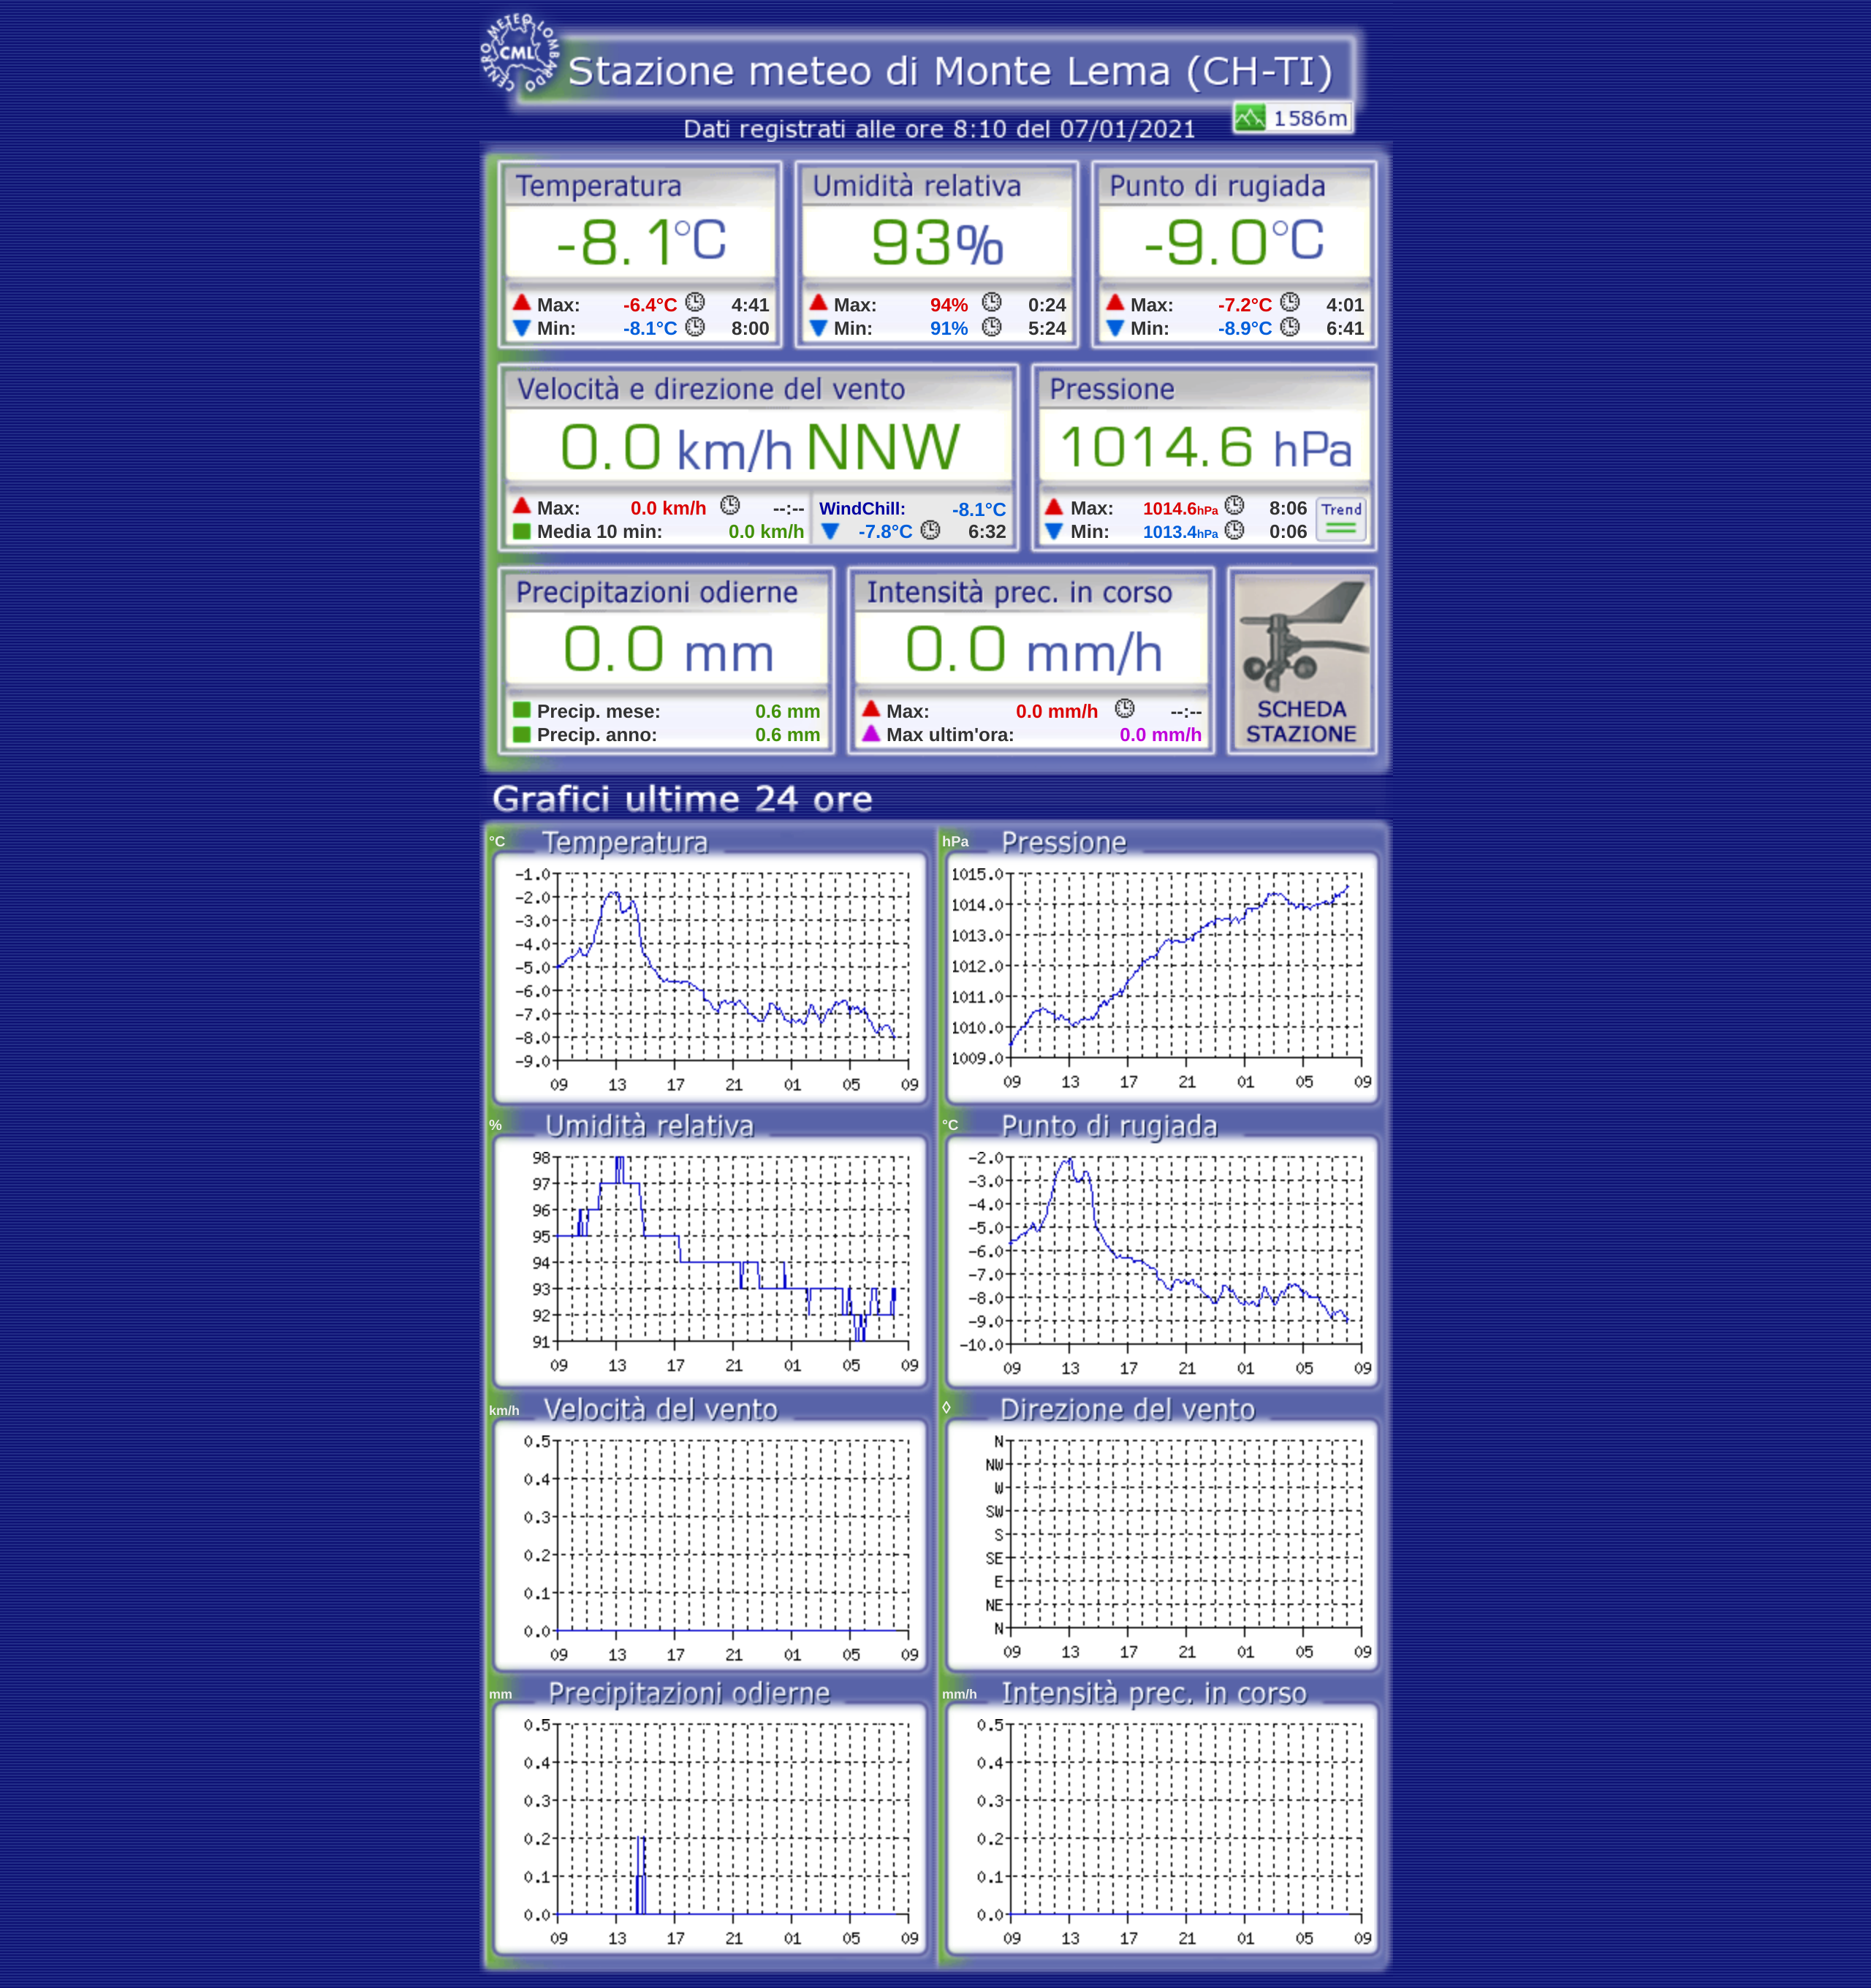 CENTRO METEO LOMBARDO
CML
Stazione meteo di Monte Lema (CH-TI)
1586m
Dati registrati alle ore 8:10 del 07/01/2021
Temperatura
-8.1°C
Max: -6.4°C 4:41
Min: -8.1°C 8:00
Umidità relativa
93%
Max: 94% 0:24
Min: 91% 5:24
Punto di rugiada
-9.0°C
Max: -7.2°C 4:01
Min: -8.9°C 6:41
Velocità e direzione del vento
0.0 km/h NNW
Max: 0.0 km/h --:--
Media 10 min: 0.0 km/h
WindChill: -8.1°C
-7.8°C 6:32
Pressione
1014.6 hPa
Max: 1014.6hPa 8:06
Min: 1013.4hPa 0:06
Trend
Precipitazioni odierne
0.0 mm
Precip. mese: 0.6 mm
Precip. anno: 0.6 mm
Intensità prec. in corso
0.0 mm/h
Max: 0.0 mm/h --:--
Max ultim'ora: 0.0 mm/h
SCHEDA
STAZIONE
Grafici ultime 24 ore
°C Temperatura
-1.0
-2.0
-3.0
-4.0
-5.0
-6.0
-7.0
-8.0
-9.0
09 13 17 21 01 05 09
hPa Pressione
1015.0
1014.0
1013.0
1012.0
1011.0
1010.0
1009.0
09 13 17 21 01 05 09
% Umidità relativa
98
97
96
95
94
93
92
91
09 13 17 21 01 05 09
°C Punto di rugiada
-2.0
-3.0
-4.0
-5.0
-6.0
-7.0
-8.0
-9.0
-10.0
09 13 17 21 01 05 09
km/h Velocità del vento
0.5
0.4
0.3
0.2
0.1
0.0
09 13 17 21 01 05 09
◊ Direzione del vento
N
NW
W
SW
S
SE
E
NE
N
09 13 17 21 01 05 09
mm Precipitazioni odierne
0.5
0.4
0.3
0.2
0.1
0.0
09 13 17 21 01 05 09
mm/h Intensità prec. in corso
0.5
0.4
0.3
0.2
0.1
0.0
09 13 17 21 01 05 09